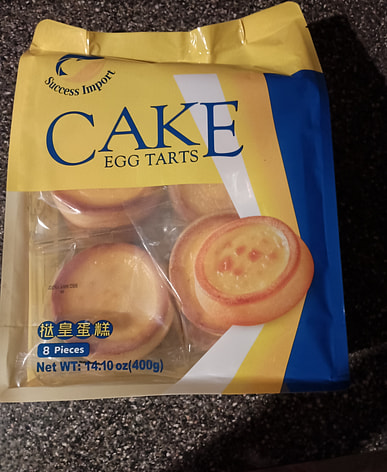 Success Import
CAKE
EGG TARTS
挞皇蛋糕
8 Pieces
Net WT: 14.10 oz(400g)